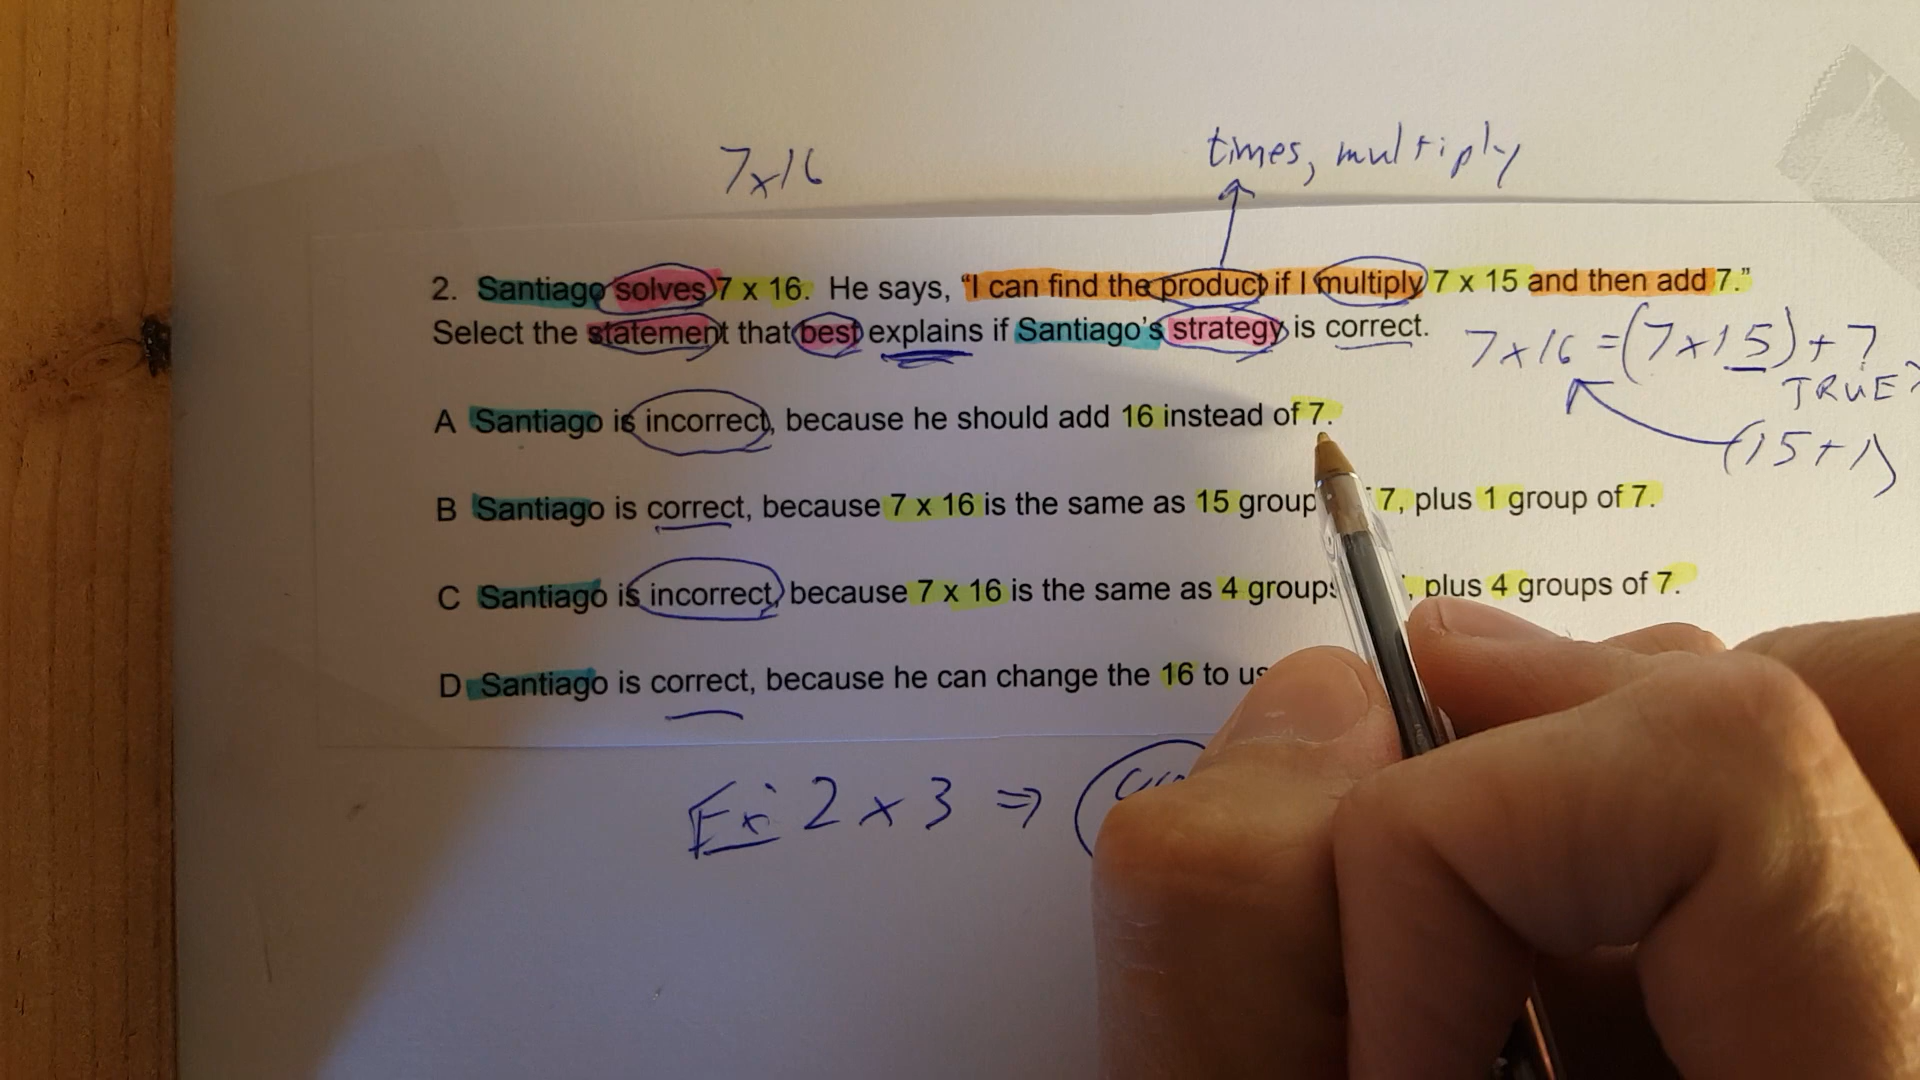 7x16
times, multiply
2. Santiago solves 7 x 16. He says, “I can find the product if I multiply 7 x 15 and then add 7.”
Select the statement that best explains if Santiago’s strategy is correct.
7x16 = (7x15)+7
TRUE?
(15+1)
A Santiago is incorrect, because he should add 16 instead of 7.
B Santiago is correct, because 7 x 16 is the same as 15 group 7, plus 1 group of 7.
C Santiago is incorrect, because 7 x 16 is the same as 4 groups , plus 4 groups of 7.
D Santiago is correct, because he can change the 16 to
Ex: 2 x 3 ⇒